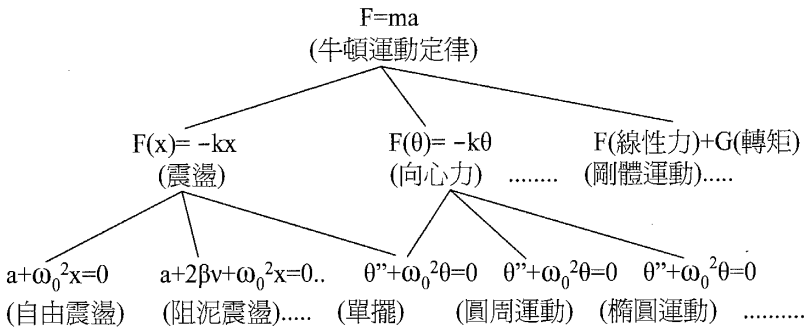 F=ma
(牛頓運動定律)
F(x)= −kx F(θ)= −kθ F(線性力)+G(轉矩)
(震盪) (向心力) ........ (剛體運動).....
a+ω₀²x=0 a+2βν+ω₀²x=0.. θ”+ω₀²θ=0 θ”+ω₀²θ=0 θ”+ω₀²θ=0
(自由震盪) (阻泥震盪)..... (單擺) (圓周運動) (橢圓運動) ..........